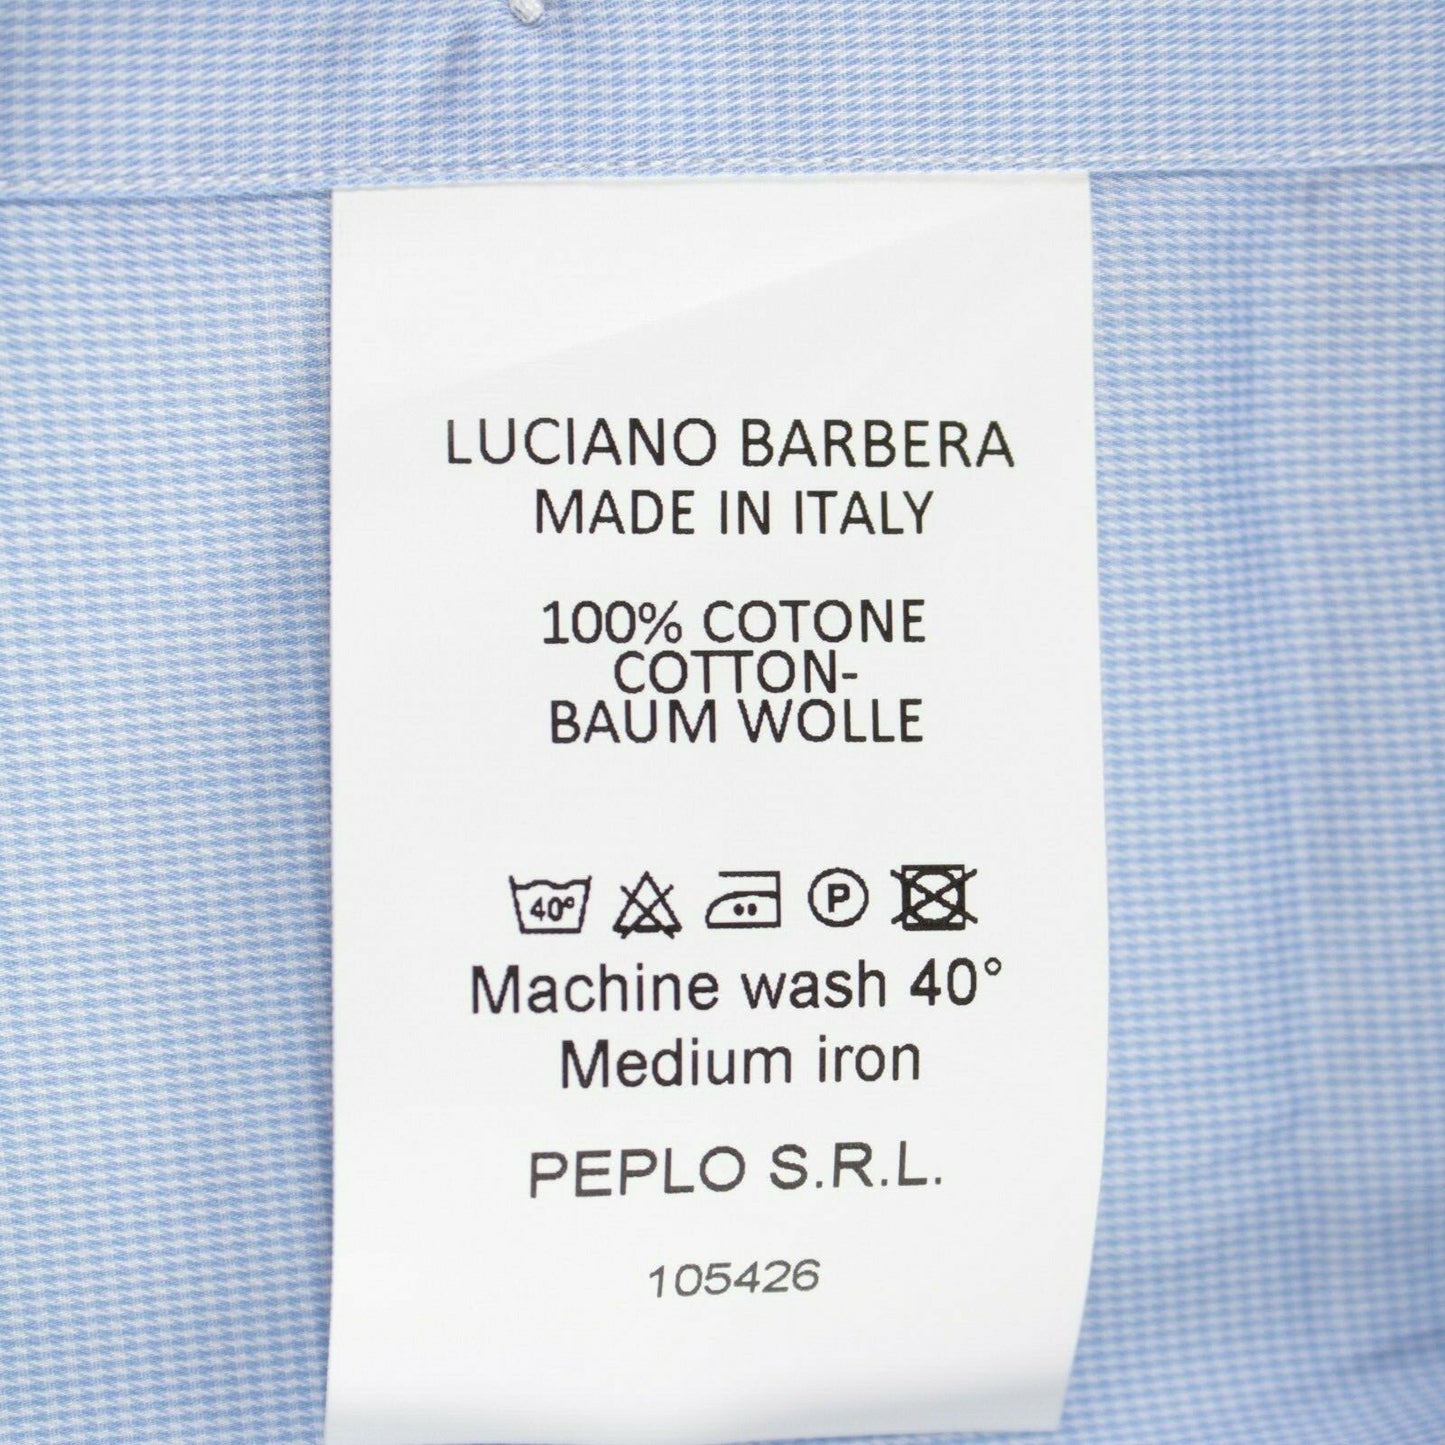 LUCIANO BARBERA
MADE IN ITALY
100% COTONE
COTTON-
BAUM WOLLE
40° P
Machine wash 40°
Medium iron
PEPLO S.R.L.
105426